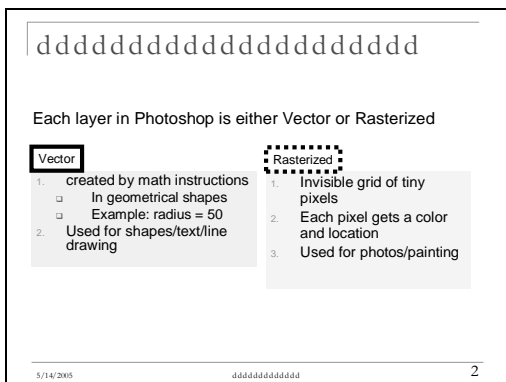 ddddddddddddddddddddd
Each layer in Photoshop is either Vector or Rasterized
Vector
1. created by math instructions
In geometrical shapes
Example: radius = 50
2. Used for shapes/text/line
drawing
Rasterized
1. Invisible grid of tiny
pixels
2. Each pixel gets a color
and location
3. Used for photos/painting
5/14/2005
ddddddddddddd
2